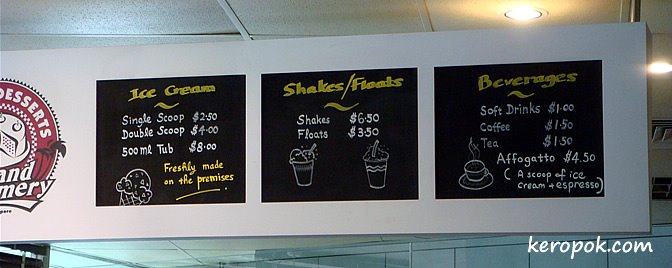 DESSERTS
Ice Cream
Single Scoop $2.50
Double Scoop $4.00
500ml Tub $8.00
Freshly made
on the premises
Shakes/Floats
Shakes $6.50
Floats $3.50
Beverages
Soft Drinks $1.00
Coffee $1.50
Tea $1.50
Affogatto $4.50
(A scoop of ice
cream + espresso)
keropok.com